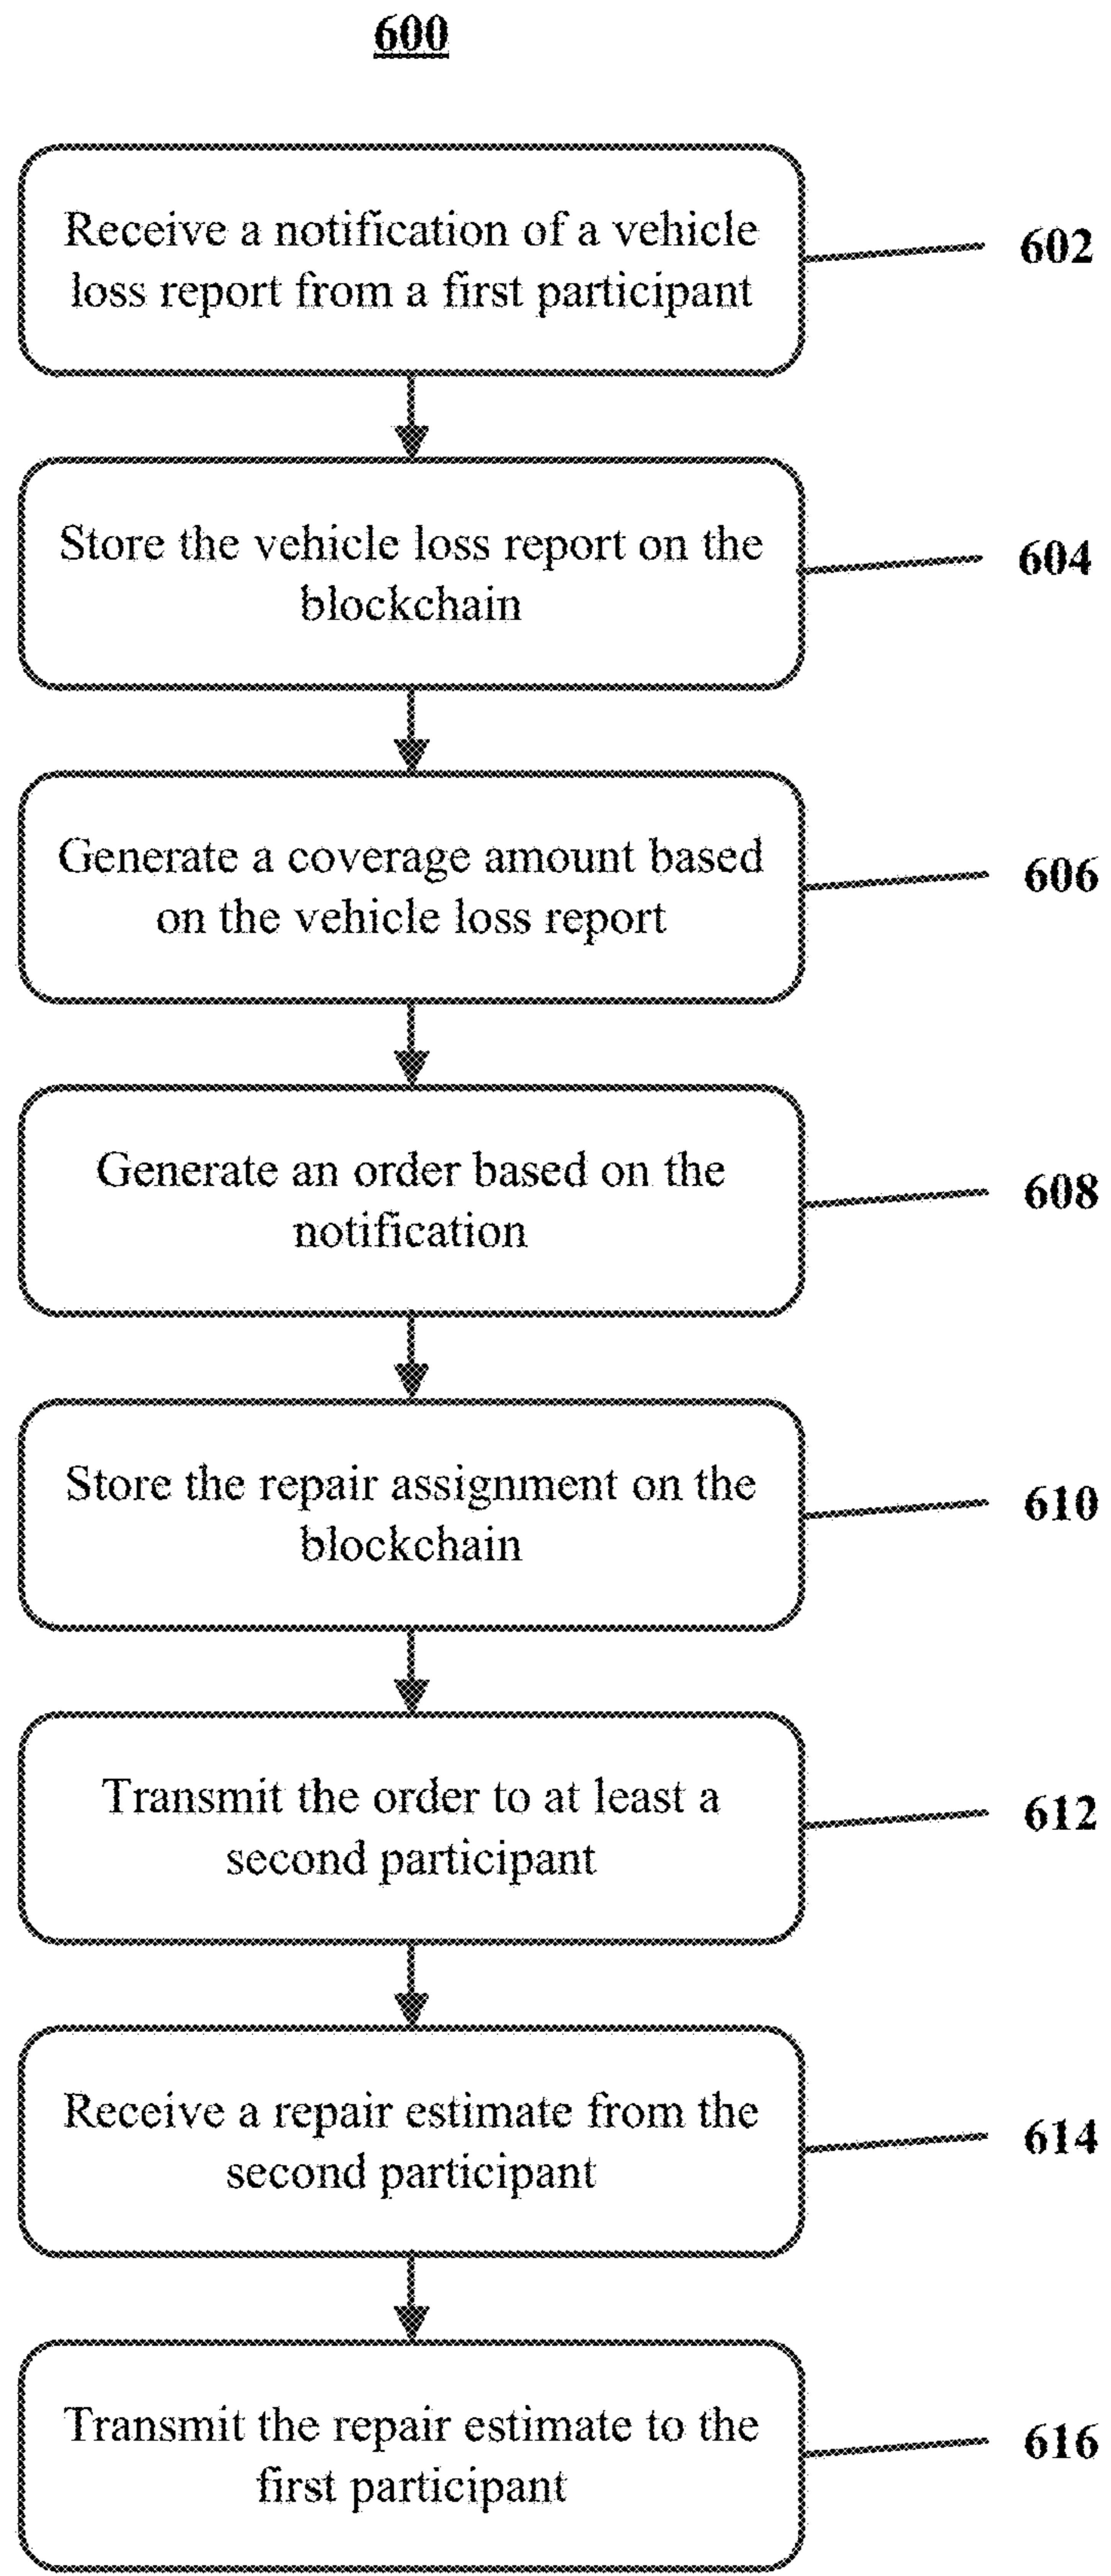 600
Receive a notification of a vehicle
loss report from a first participant
602
Store the vehicle loss report on the
blockchain
604
Generate a coverage amount based
on the vehicle loss report
606
Generate an order based on the
notification
608
Store the repair assignment on the
blockchain
610
Transmit the order to at least a
second participant
612
Receive a repair estimate from the
second participant
614
Transmit the repair estimate to the
first participant
616